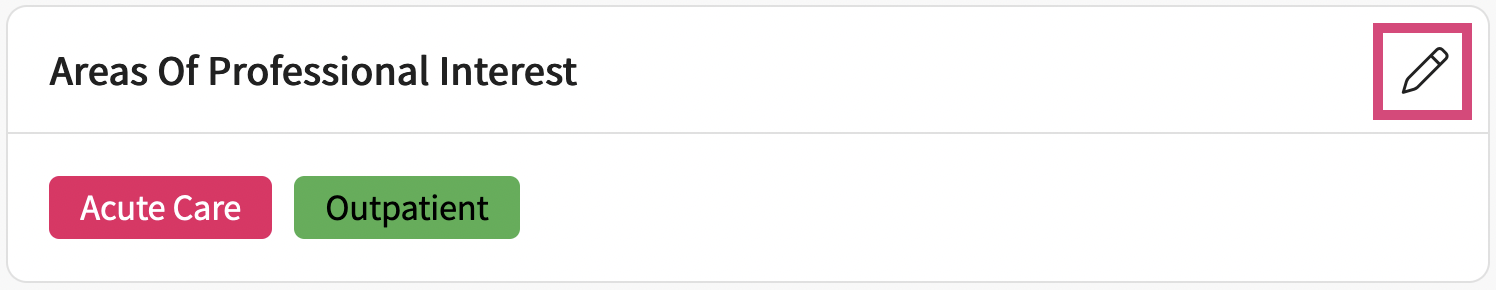 Areas Of Professional Interest
Acute Care Outpatient